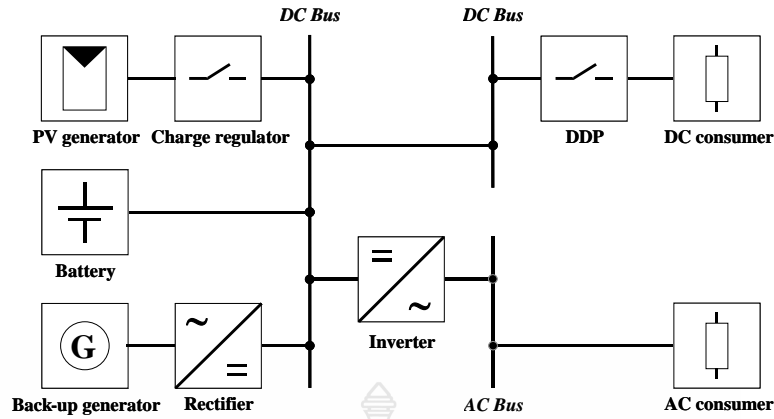 DC Bus
AC Bus
PV generator
Charge regulator
DDP
DC consumer
Battery
Inverter
G
Back-up generator
Rectifier
AC Bus
AC consumer